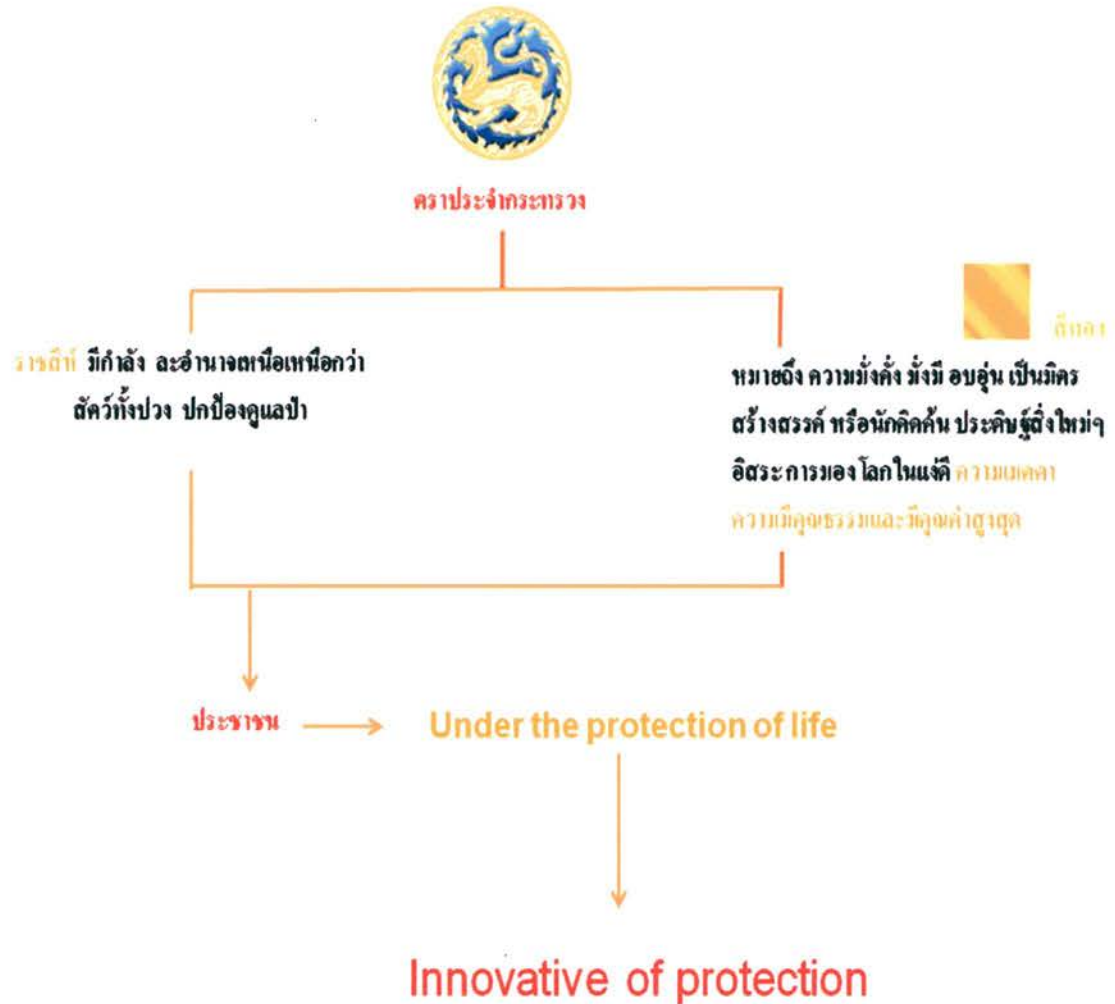 ตราประจำกระทรวง
สีทอง
ราชสีห์ มีกำลัง ละอำนาจเหนือเหนือกว่า
สัตว์ทั้งปวง ปกป้องดูแลป่า
หมายถึง ความมั่งคั่ง มั่งมี อบอุ่น เป็นมิตร
สร้างสรรค์ หรือนักคิดค้น ประดิษฐ์สิ่งใหม่ๆ
อิสระการมองโลกในแง่ดี ความเมตตา
ความมีคุณธรรมและมีคุณค่าสูงสุด
ประชาชน
Under the protection of life
Innovative of protection